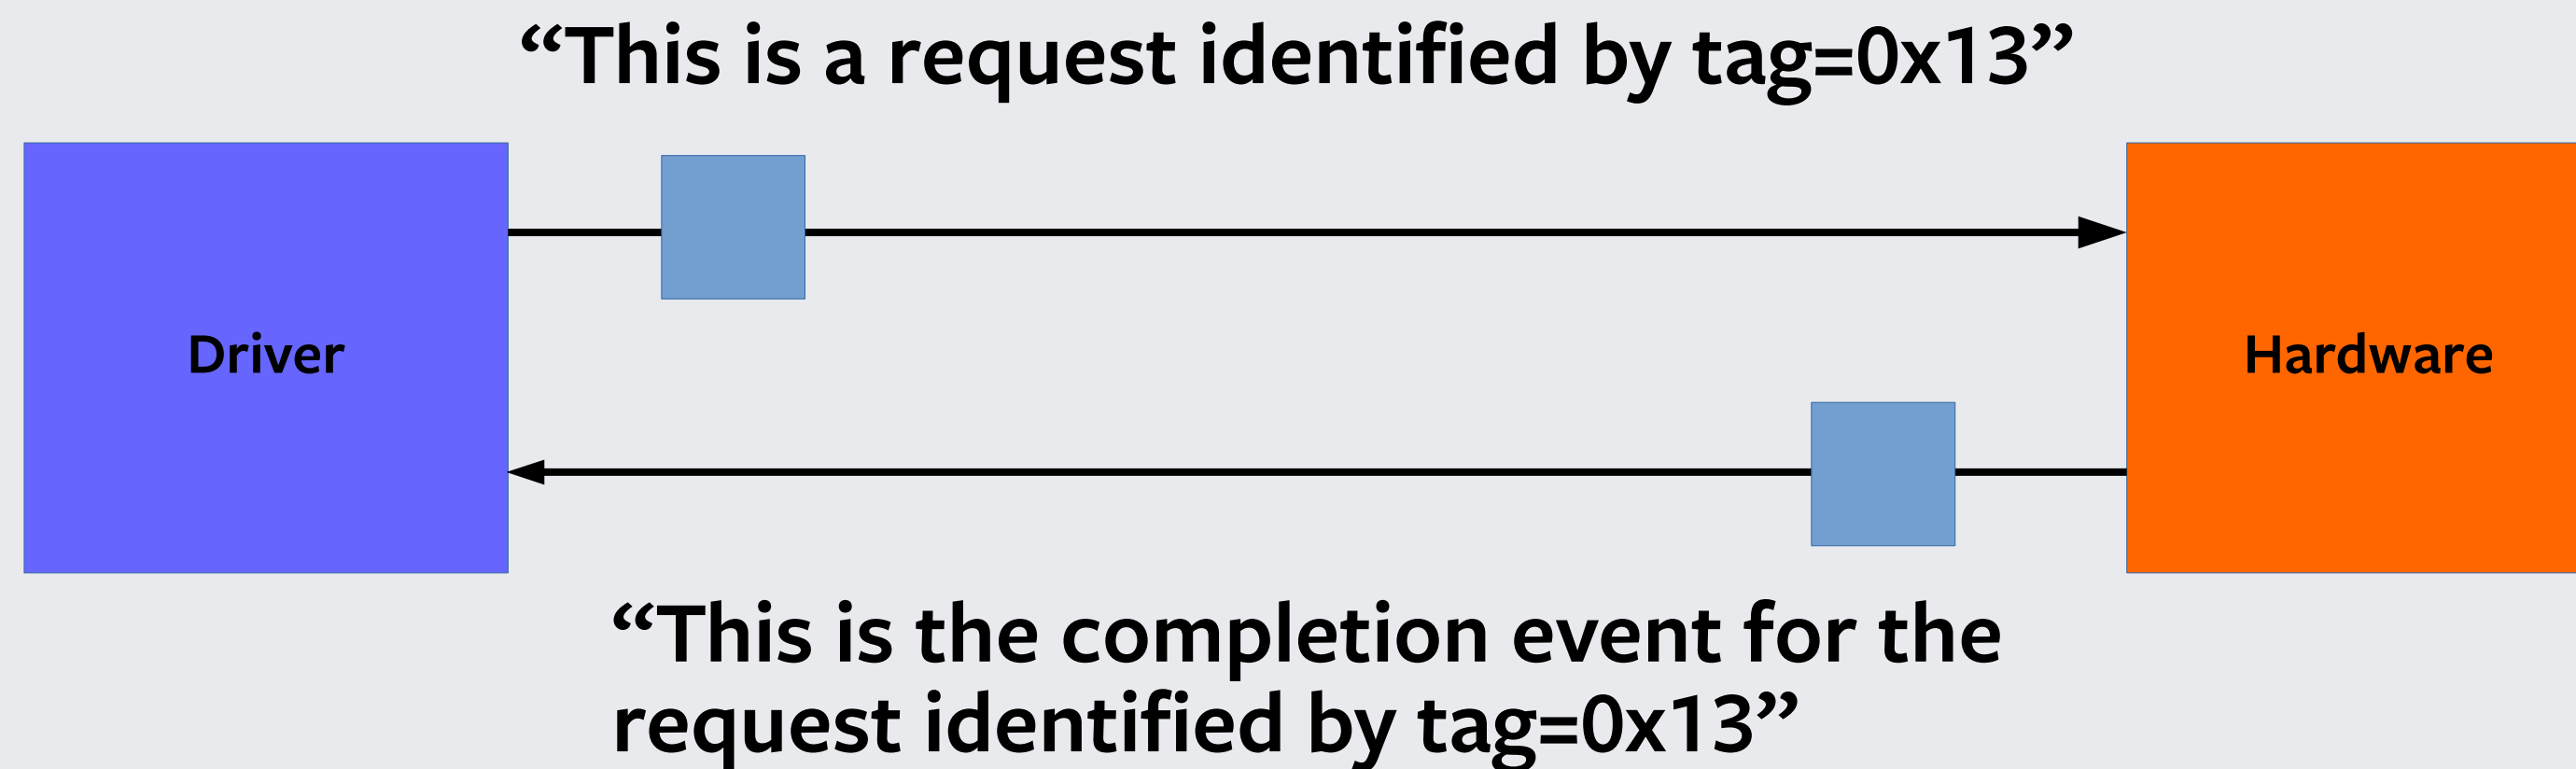 “This is a request identified by tag=0x13”
Driver
Hardware
“This is the completion event for the
request identified by tag=0x13”